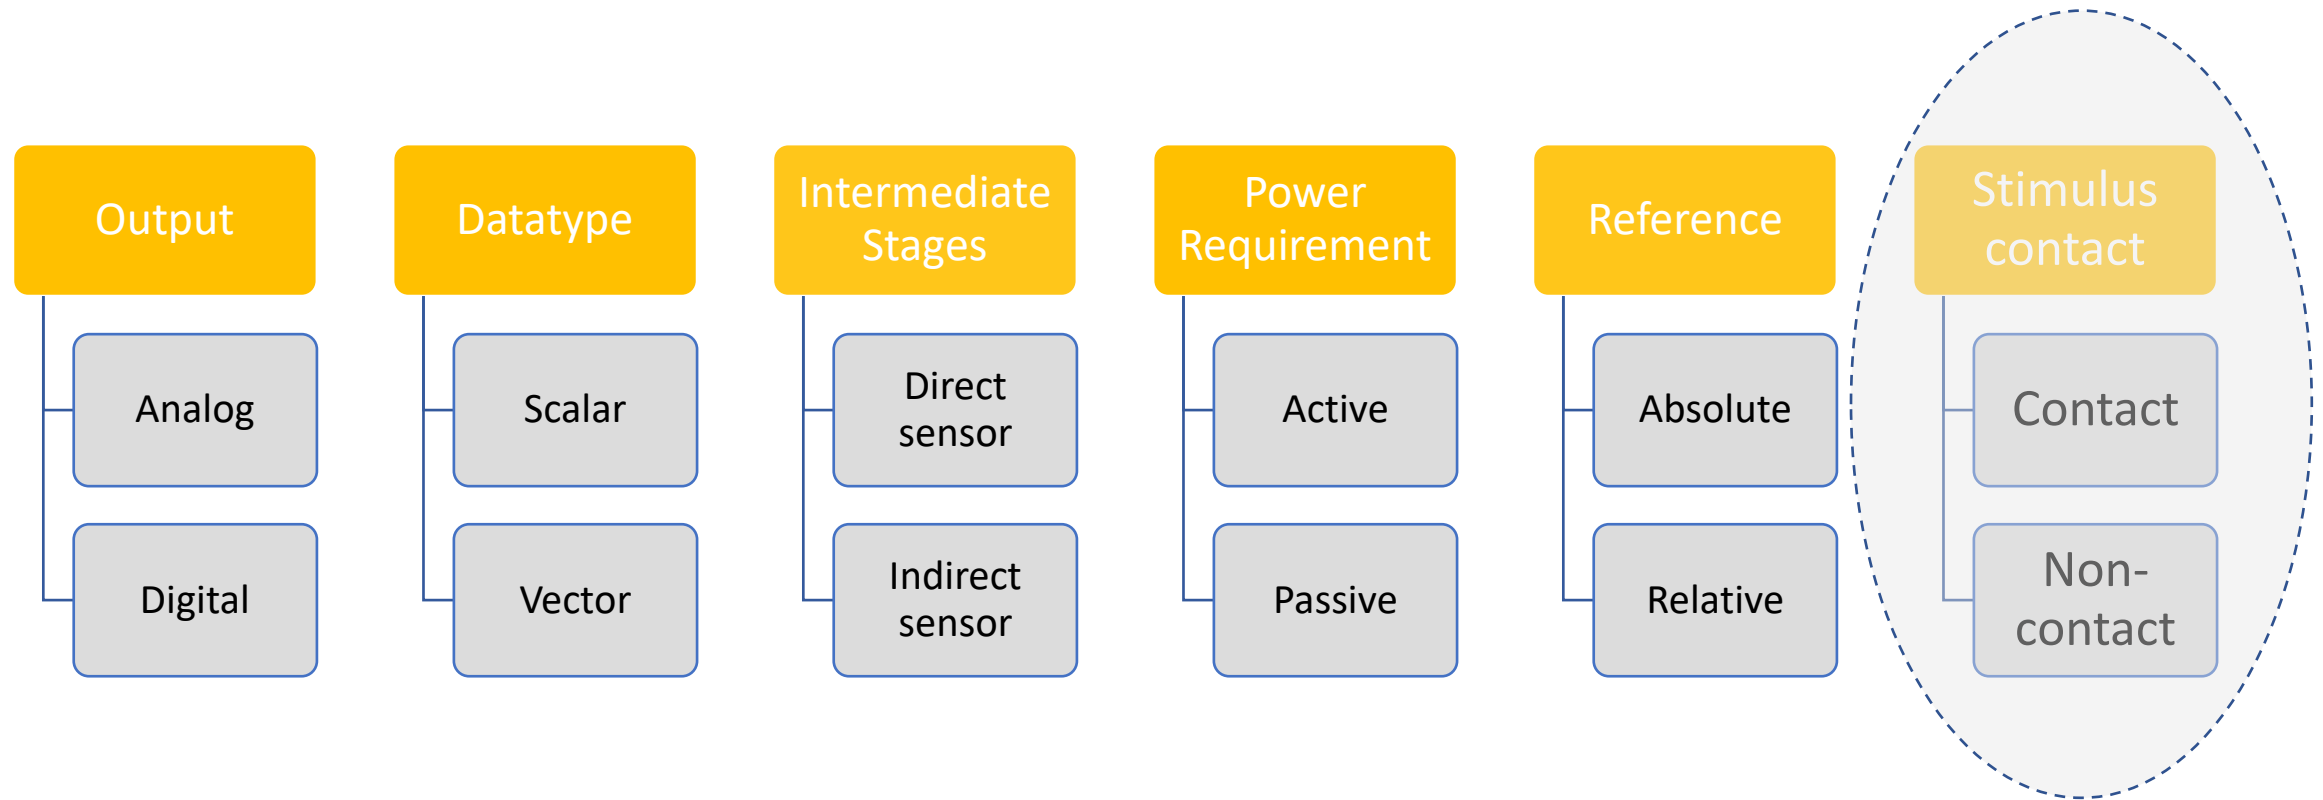 Output
Analog
Digital
Datatype
Scalar
Vector
Intermediate
Stages
Direct
sensor
Indirect
sensor
Power
Requirement
Active
Passive
Reference
Absolute
Relative
Stimulus
contact
Contact
Non-
contact